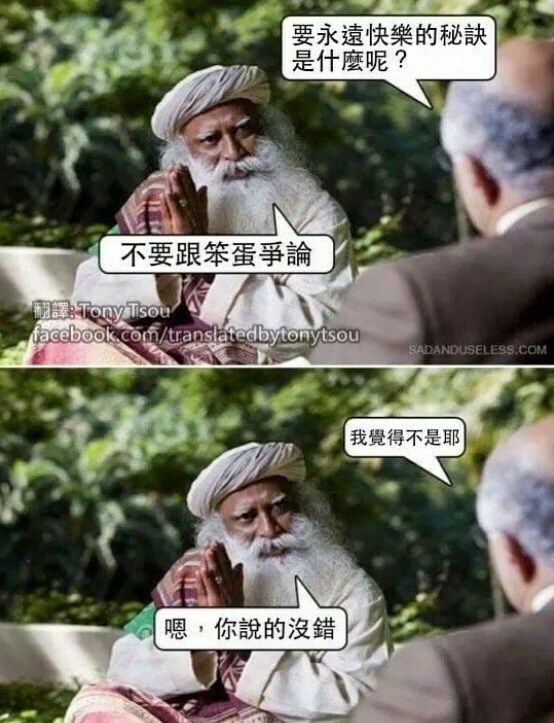 要永遠快樂的秘訣
是什麼呢？
不要跟笨蛋爭論
翻譯: Tony Tsou
facebook.com/translatedbytonytsou
SADANDUSELESS.COM
我覺得不是耶
嗯，你說的沒錯